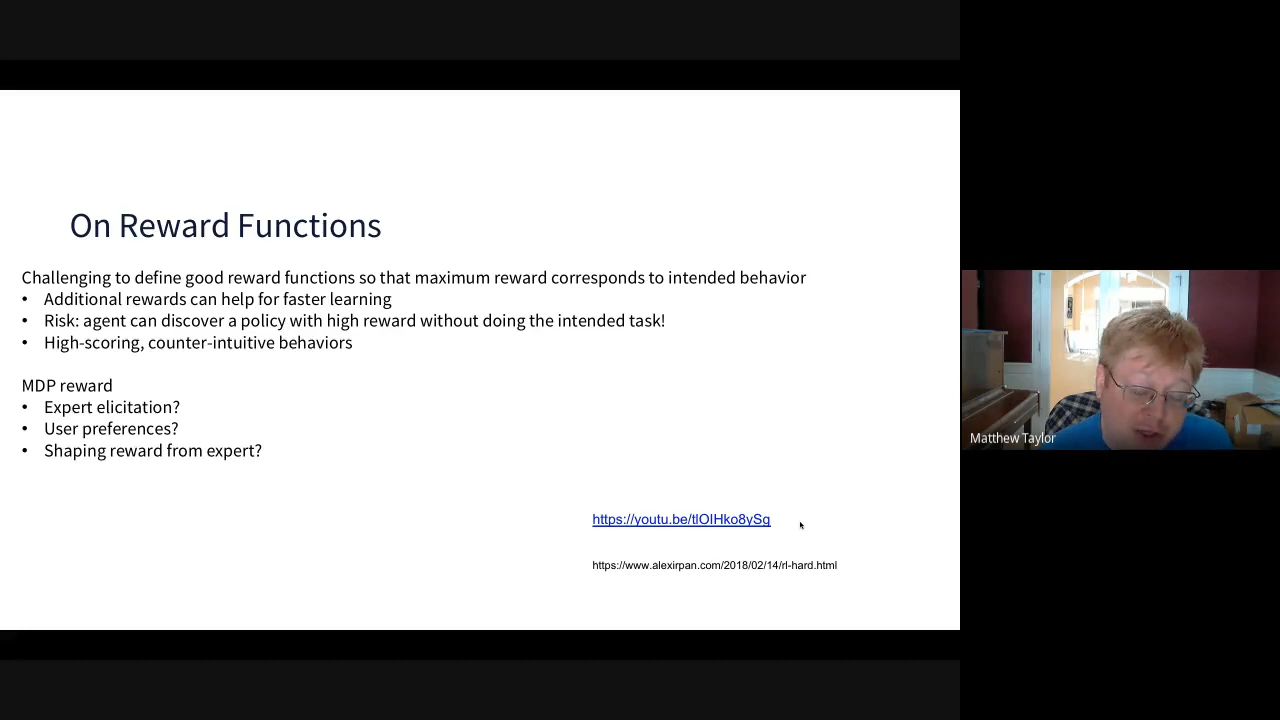 On Reward Functions
Challenging to define good reward functions so that maximum reward corresponds to intended behavior
• Additional rewards can help for faster learning
• Risk: agent can discover a policy with high reward without doing the intended task!
• High-scoring, counter-intuitive behaviors
MDP reward
• Expert elicitation?
• User preferences?
• Shaping reward from expert?
https://youtu.be/tlOIHko8ySg
https://www.alexirpan.com/2018/02/14/rl-hard.html
Matthew Taylor